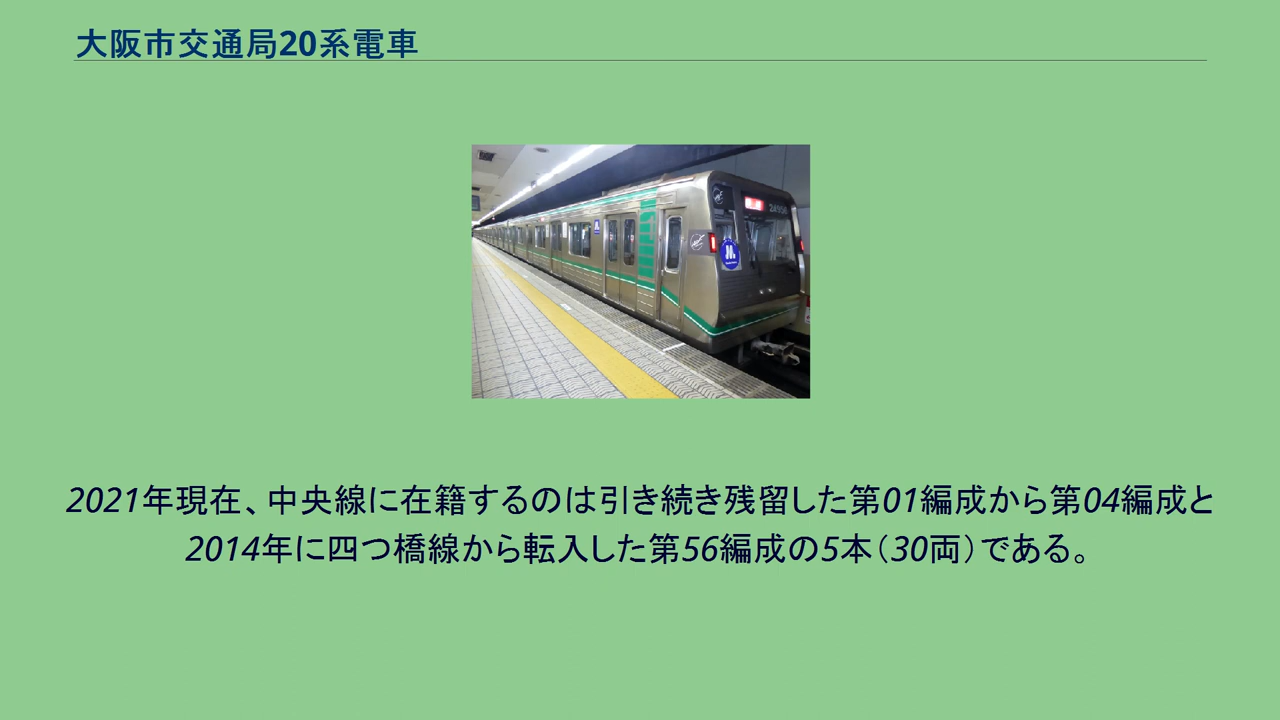 大阪市交通局20系電車
2021年現在、中央線に在籍するのは引き続き残留した第01編成から第04編成と
2014年に四つ橋線から転入した第56編成の5本（30両）である。